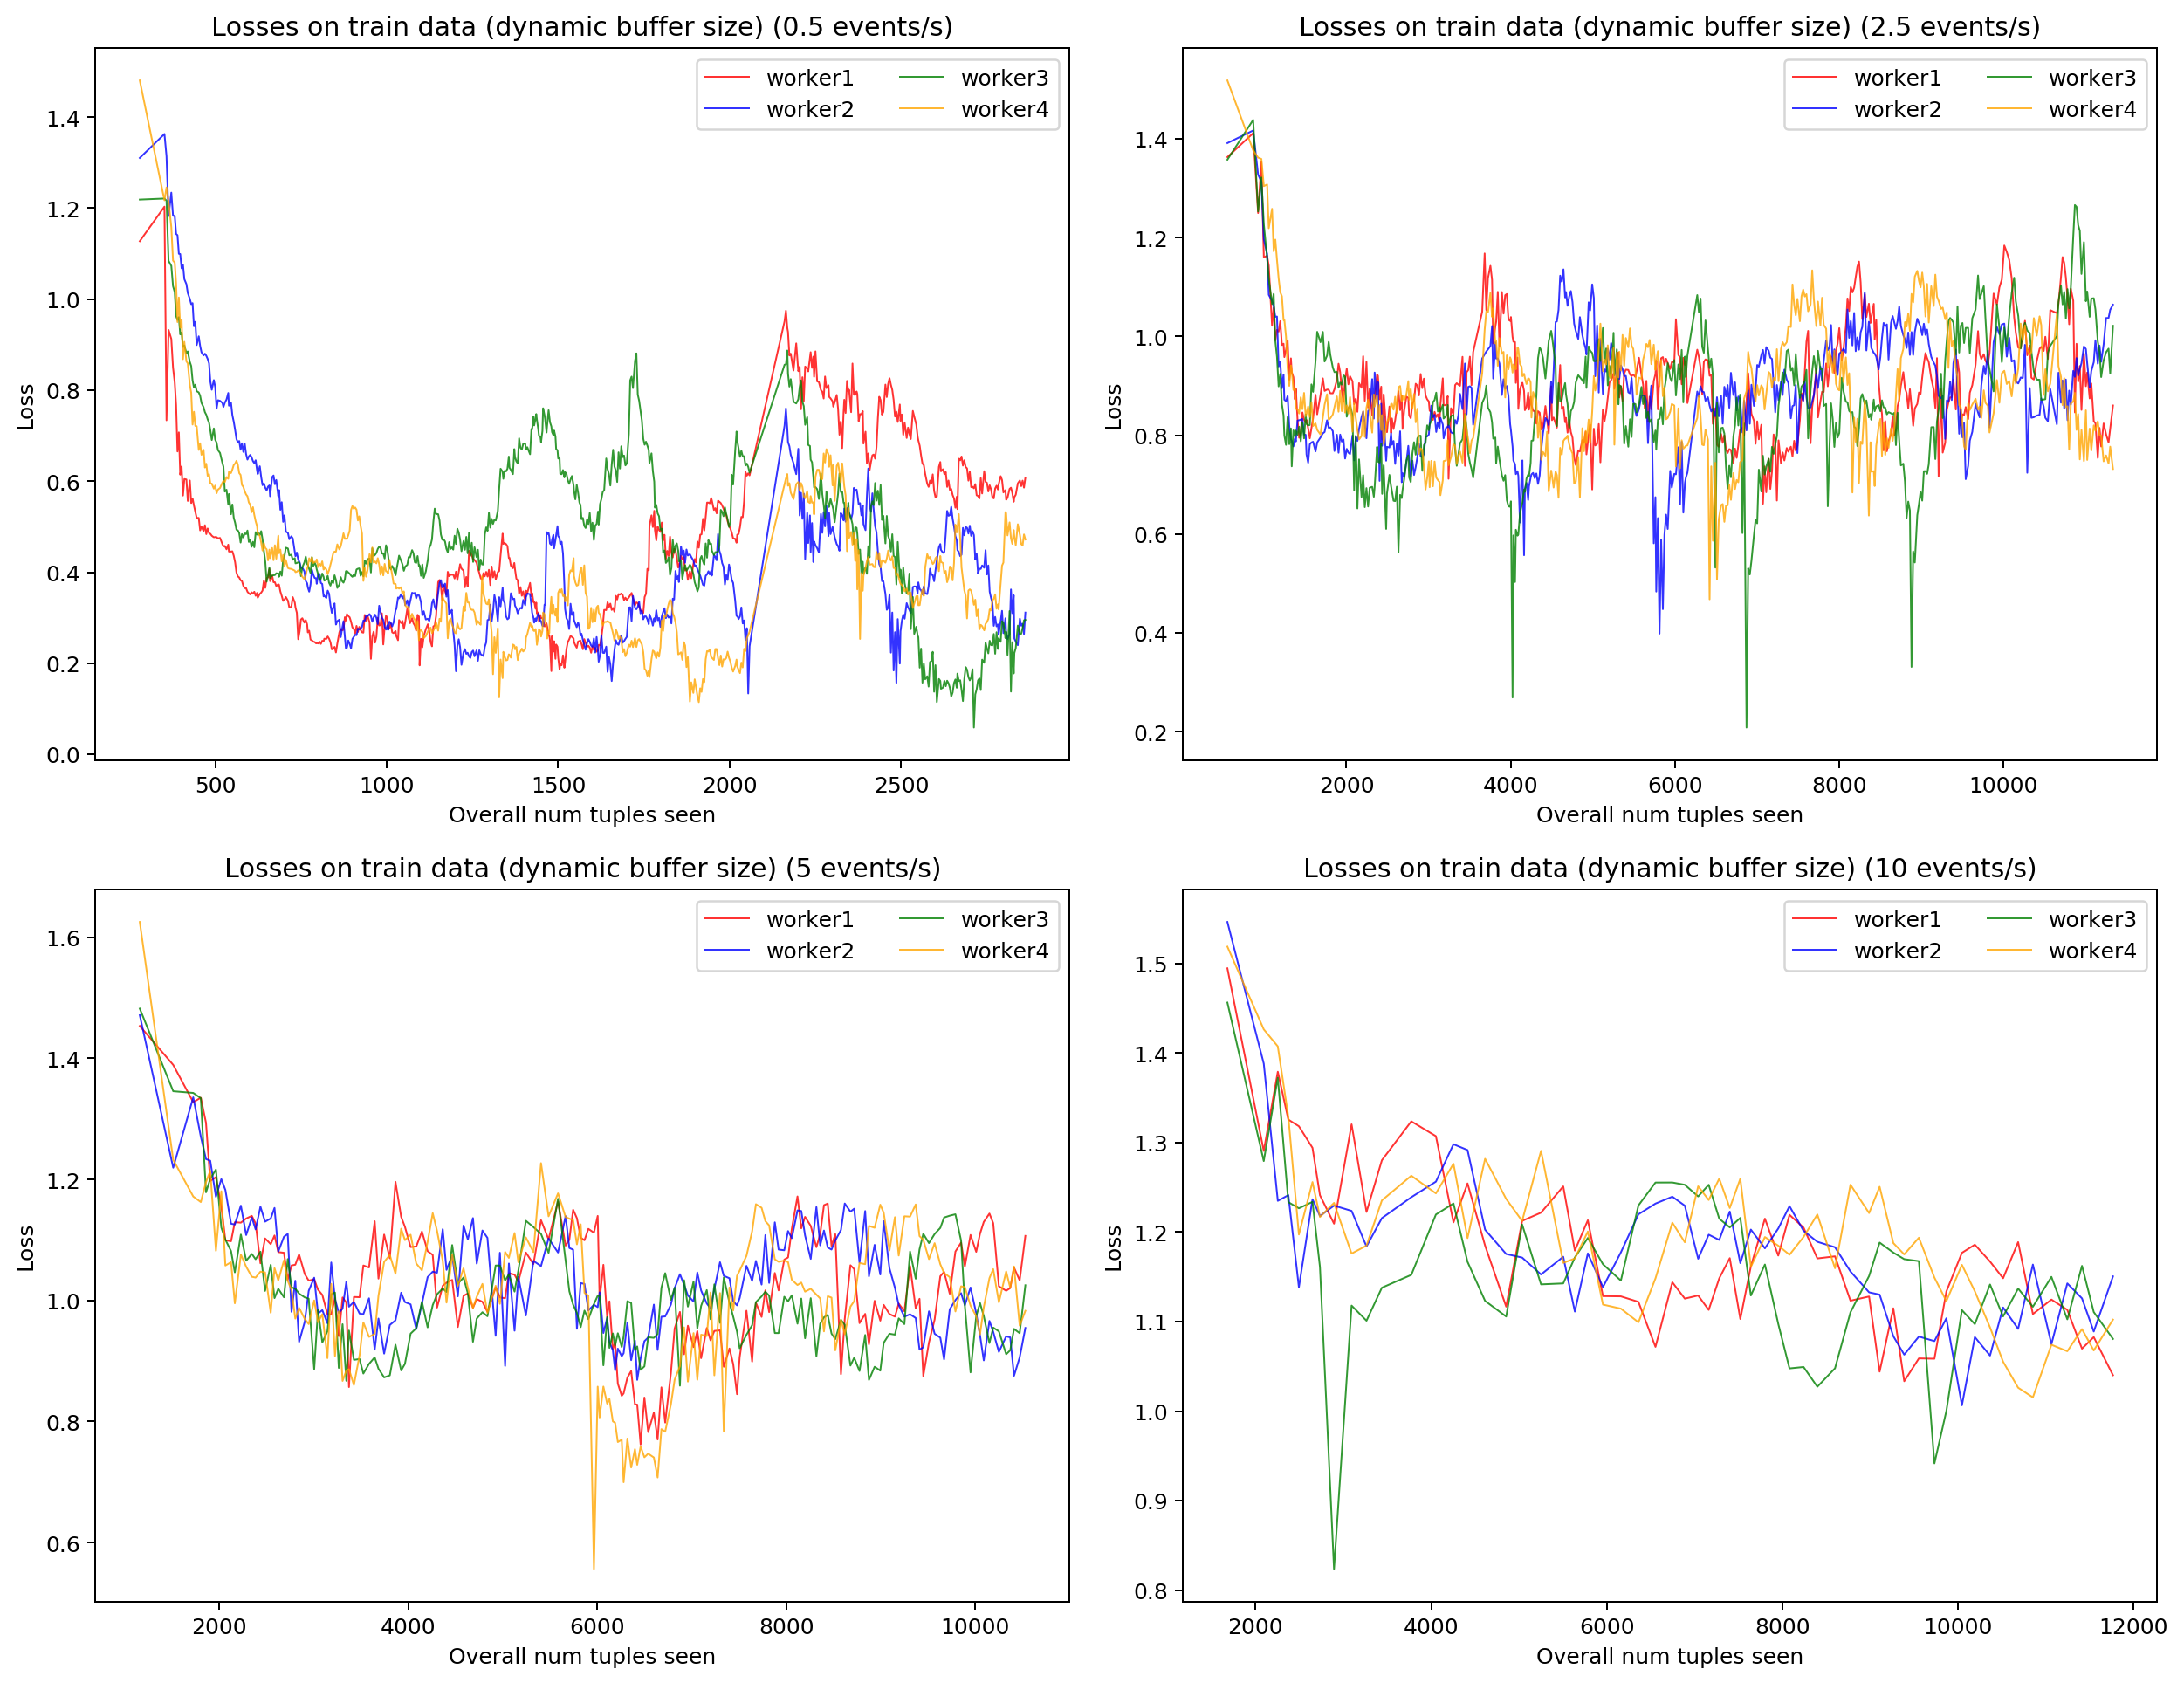 Losses on train data (dynamic buffer size) (0.5 events/s)
worker1 worker3
worker2 worker4
1.4
1.2
1.0
0.8
0.6
0.4
0.2
0.0
Loss
500 1000 1500 2000 2500
Overall num tuples seen
Losses on train data (dynamic buffer size) (2.5 events/s)
worker1 worker3
worker2 worker4
1.4
1.2
1.0
0.8
0.6
0.4
0.2
Loss
2000 4000 6000 8000 10000
Overall num tuples seen
Losses on train data (dynamic buffer size) (5 events/s)
worker1 worker3
worker2 worker4
1.6
1.4
1.2
1.0
0.8
0.6
Loss
2000 4000 6000 8000 10000
Overall num tuples seen
Losses on train data (dynamic buffer size) (10 events/s)
worker1 worker3
worker2 worker4
1.5
1.4
1.3
1.2
1.1
1.0
0.9
0.8
Loss
2000 4000 6000 8000 10000 12000
Overall num tuples seen